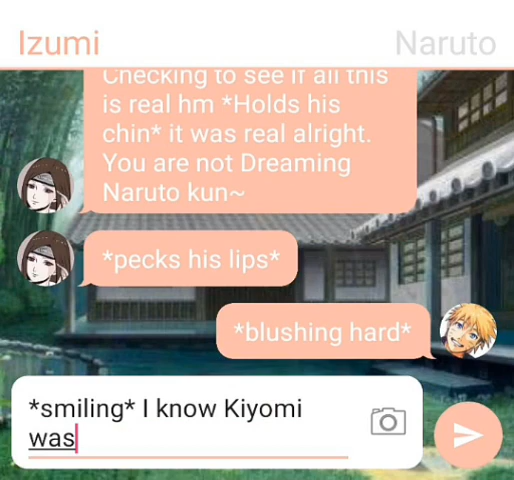 Izumi Naruto
Checking to see if all this
is real hm *Holds his
chin* it was real alright.
You are not Dreaming
Naruto kun~
*pecks his lips*
*blushing hard*
*smiling* I know Kiyomi
was